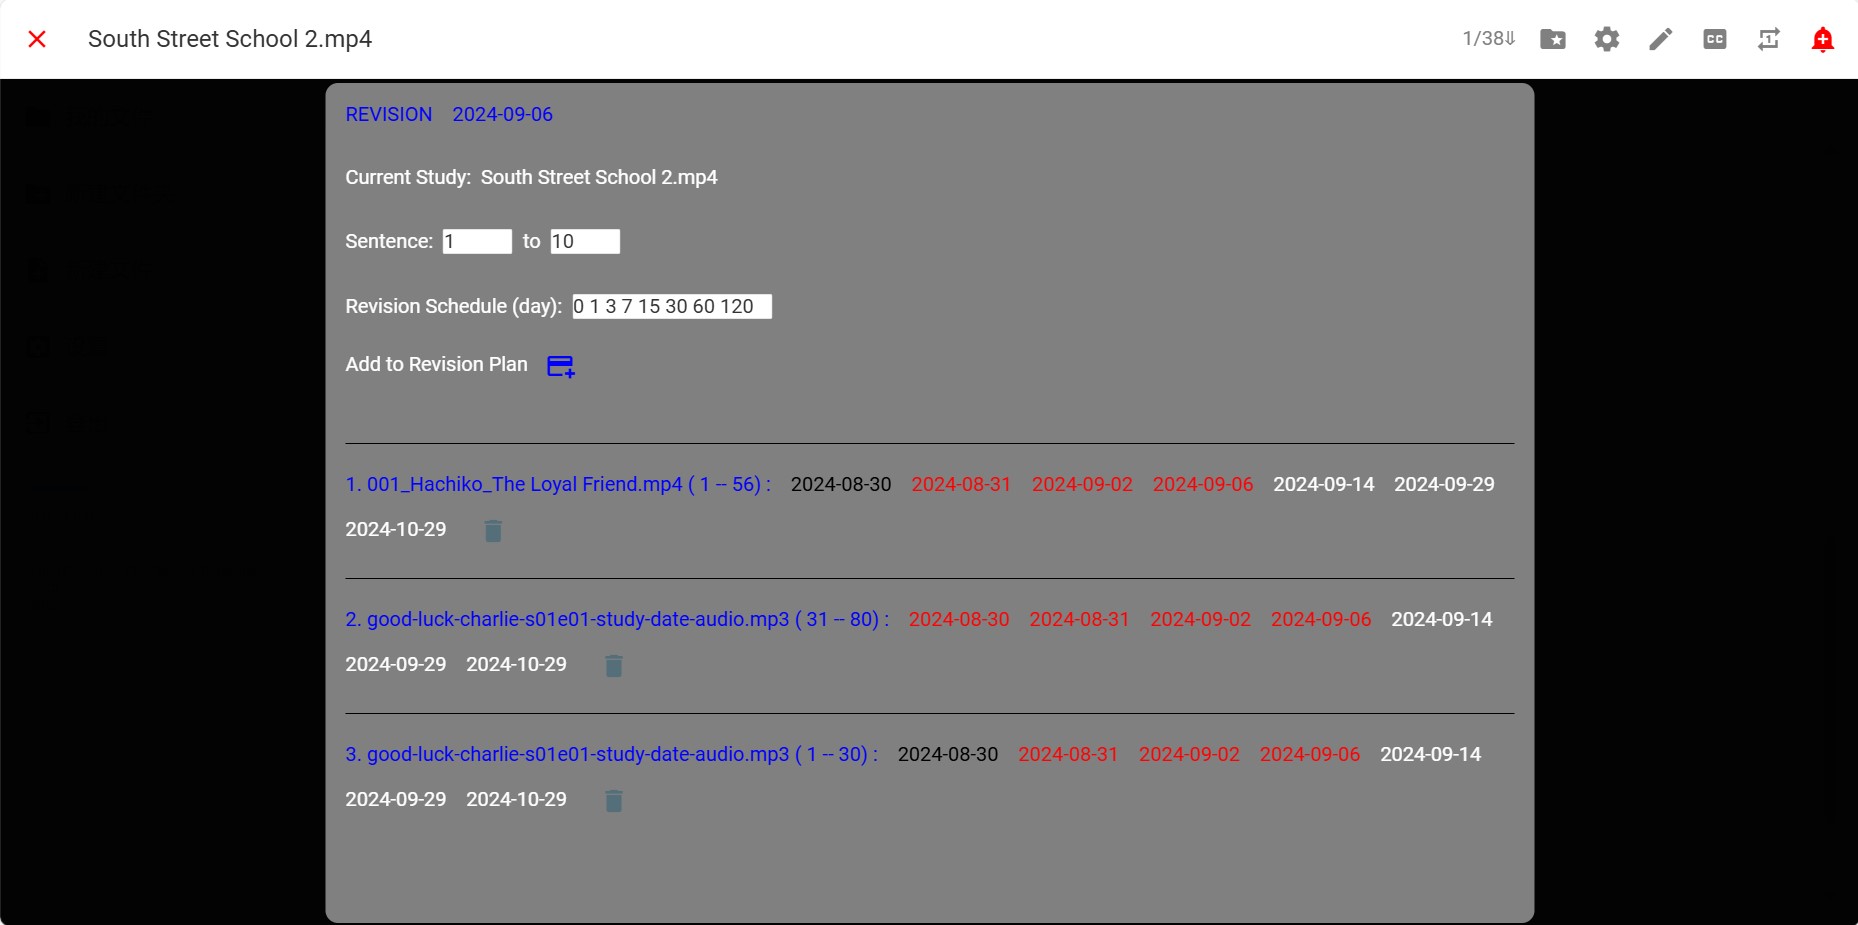 South Street School 2.mp4
1/38⇓
REVISION 2024-09-06
Current Study: South Street School 2.mp4
Sentence: 1 to 10
Revision Schedule (day): 0 1 3 7 15 30 60 120
Add to Revision Plan
1. 001_Hachiko_The Loyal Friend.mp4 ( 1 -- 56) : 2024-08-30 2024-08-31 2024-09-02 2024-09-06 2024-09-14 2024-09-29
2024-10-29
2. good-luck-charlie-s01e01-study-date-audio.mp3 ( 31 -- 80) : 2024-08-30 2024-08-31 2024-09-02 2024-09-06 2024-09-14
2024-09-29 2024-10-29
3. good-luck-charlie-s01e01-study-date-audio.mp3 ( 1 -- 30) : 2024-08-30 2024-08-31 2024-09-02 2024-09-06 2024-09-14
2024-09-29 2024-10-29